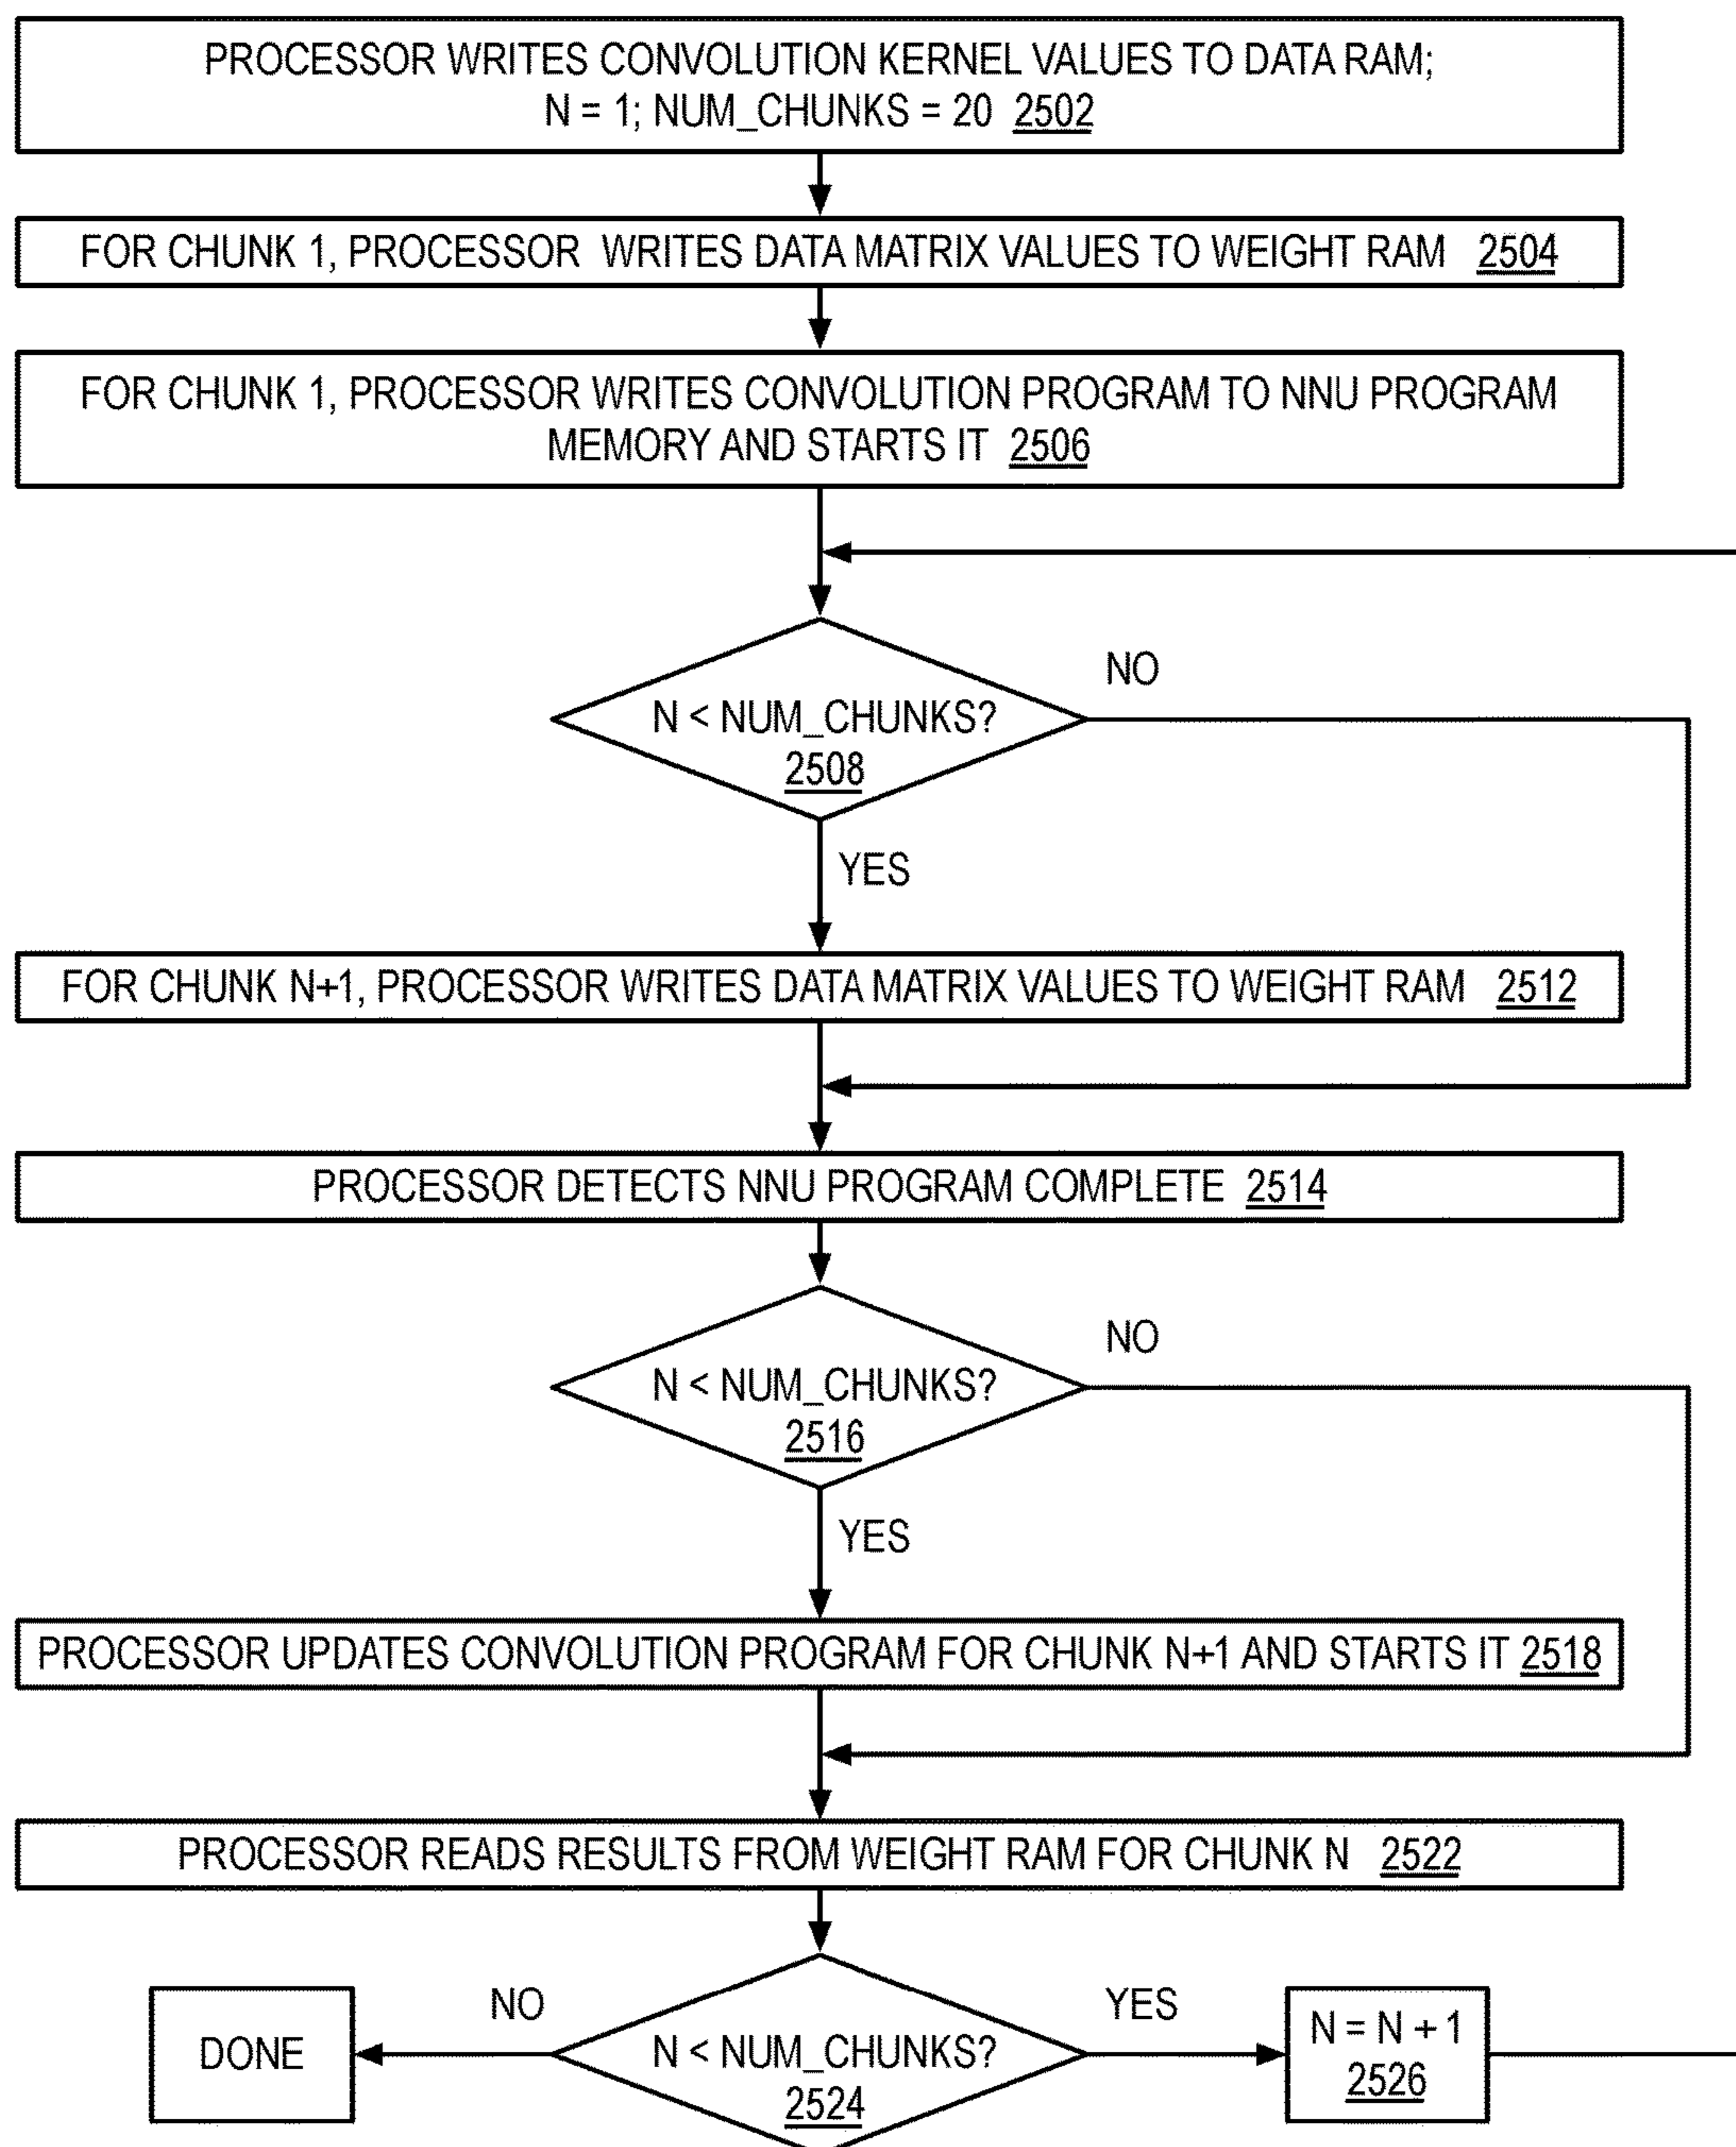 PROCESSOR WRITES CONVOLUTION KERNEL VALUES TO DATA RAM;
N = 1; NUM_CHUNKS = 20 2502
FOR CHUNK 1, PROCESSOR WRITES DATA MATRIX VALUES TO WEIGHT RAM 2504
FOR CHUNK 1, PROCESSOR WRITES CONVOLUTION PROGRAM TO NNU PROGRAM
MEMORY AND STARTS IT 2506
NO
N < NUM_CHUNKS?
2508
YES
FOR CHUNK N+1, PROCESSOR WRITES DATA MATRIX VALUES TO WEIGHT RAM 2512
PROCESSOR DETECTS NNU PROGRAM COMPLETE 2514
NO
N < NUM_CHUNKS?
2516
YES
PROCESSOR UPDATES CONVOLUTION PROGRAM FOR CHUNK N+1 AND STARTS IT 2518
PROCESSOR READS RESULTS FROM WEIGHT RAM FOR CHUNK N 2522
NO
YES
DONE
N < NUM_CHUNKS?
2524
N = N + 1
2526